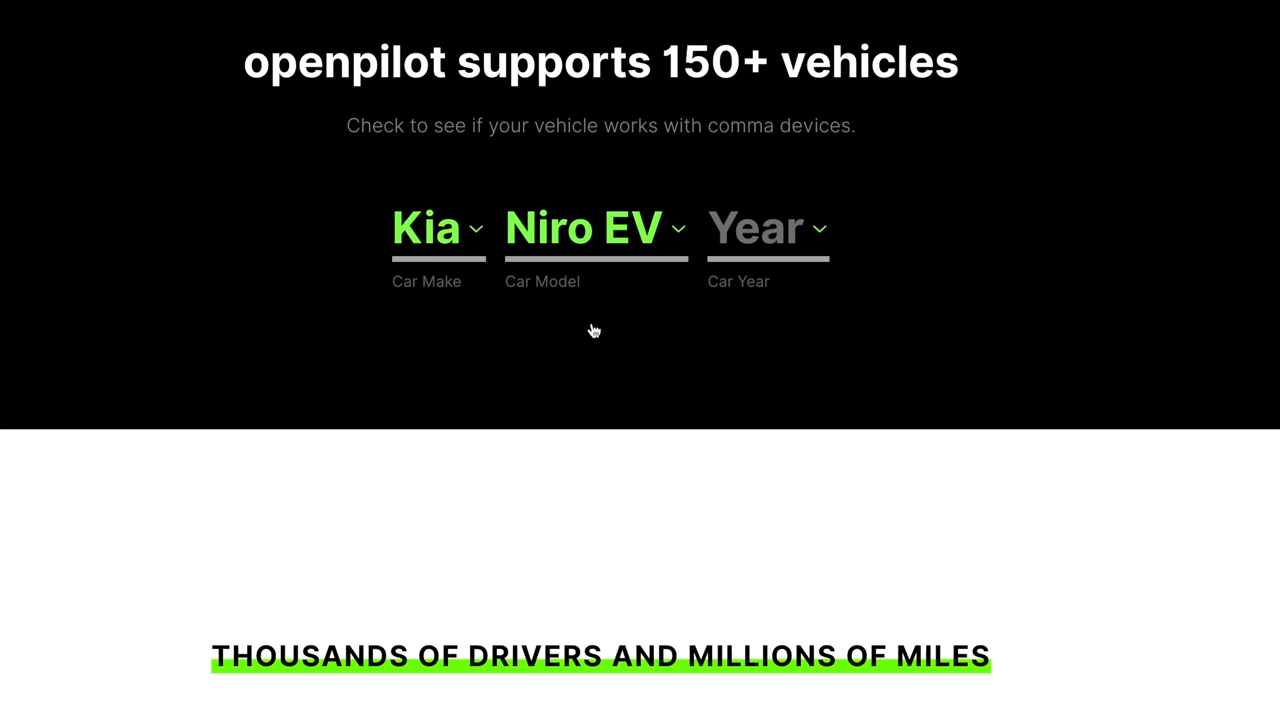 openpilot supports 150+ vehicles
Check to see if your vehicle works with comma devices.
Kia Niro EV Year
Car Make Car Model Car Year
THOUSANDS OF DRIVERS AND MILLIONS OF MILES